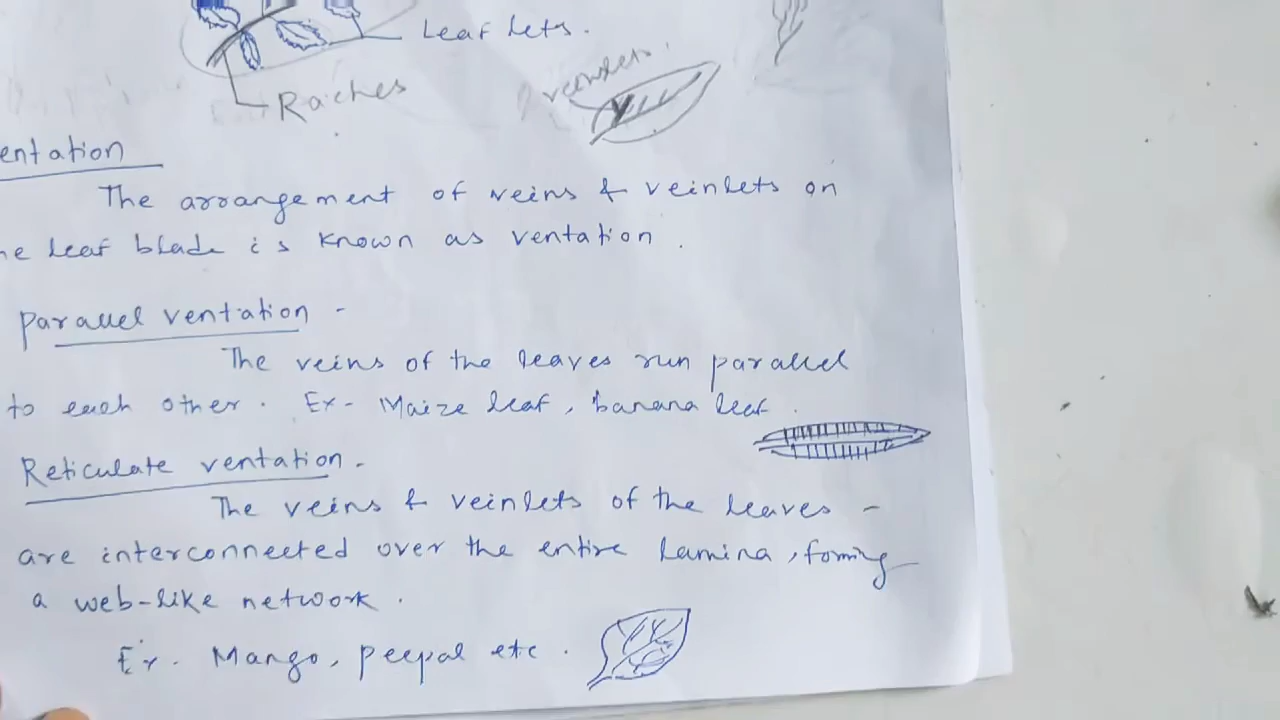 Leaf lets.
veinlets
Raches
entation
The arrangement of veins & veinlets on
he leaf blade is known as ventation.
Parallel ventation -
The veins of the leaves run parallel
to each other. Ex- Maize leaf, banana leaf.
Reticulate ventation -
The veins & veinlets of the leaves -
are interconnected over the entire lamina, foming
a web-like network.
Ex. Mango, peepal etc.